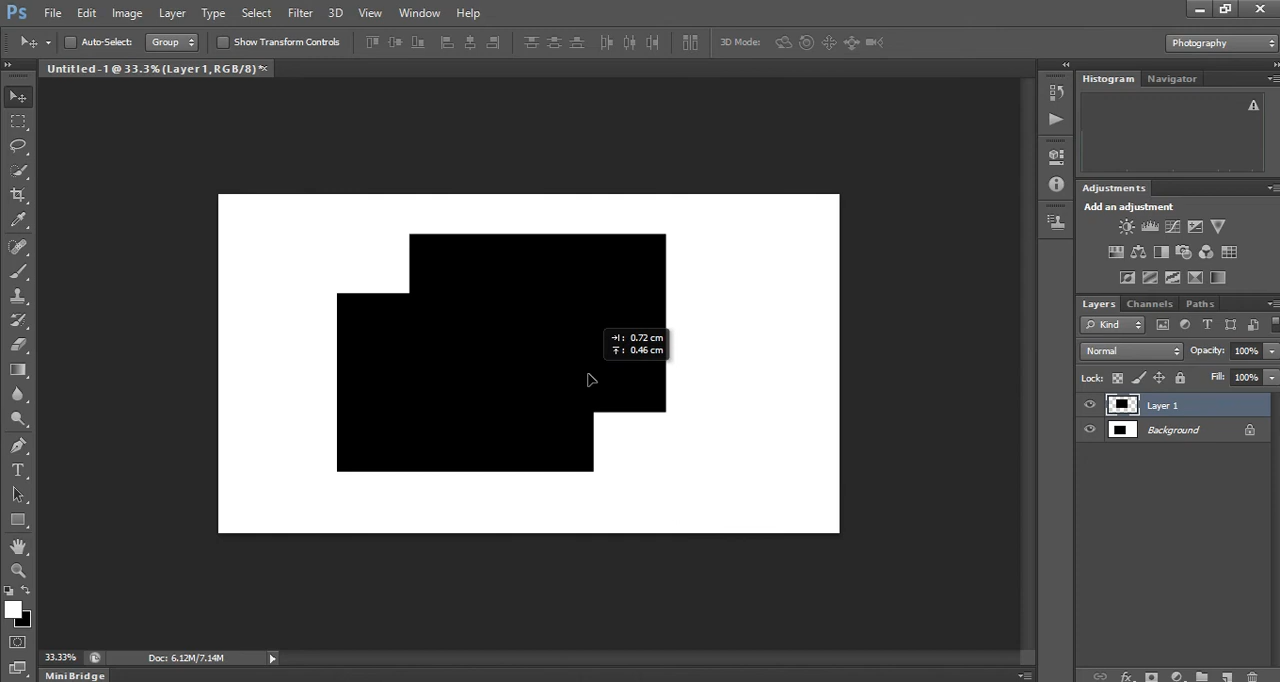 Ps File Edit Image Layer Type Select Filter 3D View Window Help
Auto-Select: Group Show Transform Controls 3D Mode: Photography
Untitled-1 @ 33.3% (Layer 1, RGB/8) *
Histogram Navigator
Adjustments
Add an adjustment
Layers Channels Paths
Kind
Normal Opacity: 100%
Lock: Fill: 100%
Layer 1
Background
: 0.72 cm
: 0.46 cm
T
33.33% Doc: 6.12M/7.14M
Mini Bridge
fx